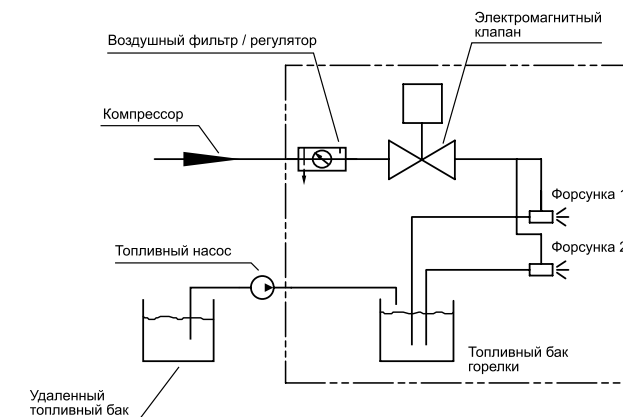 Электромагнитный
клапан
Воздушный фильтр / регулятор
Компрессор
Форсунка 1
Топливный насос
Форсунка 2
Топливный бак
горелки
Удаленный
топливный бак